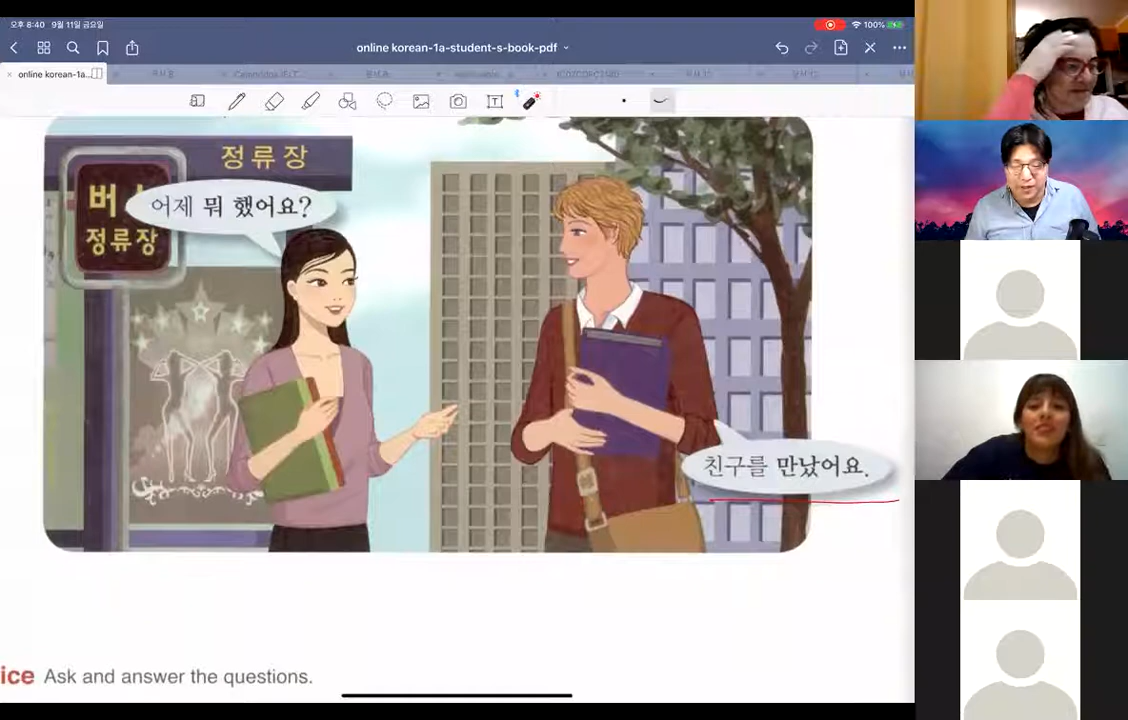 오후 8:40 9월 11일 금요일
100%
online korean-1a-student-s-book-pdf
online korean-1a...
정류장
버스
정류장
어제 뭐 했어요?
친구를 만났어요.
ice Ask and answer the questions.